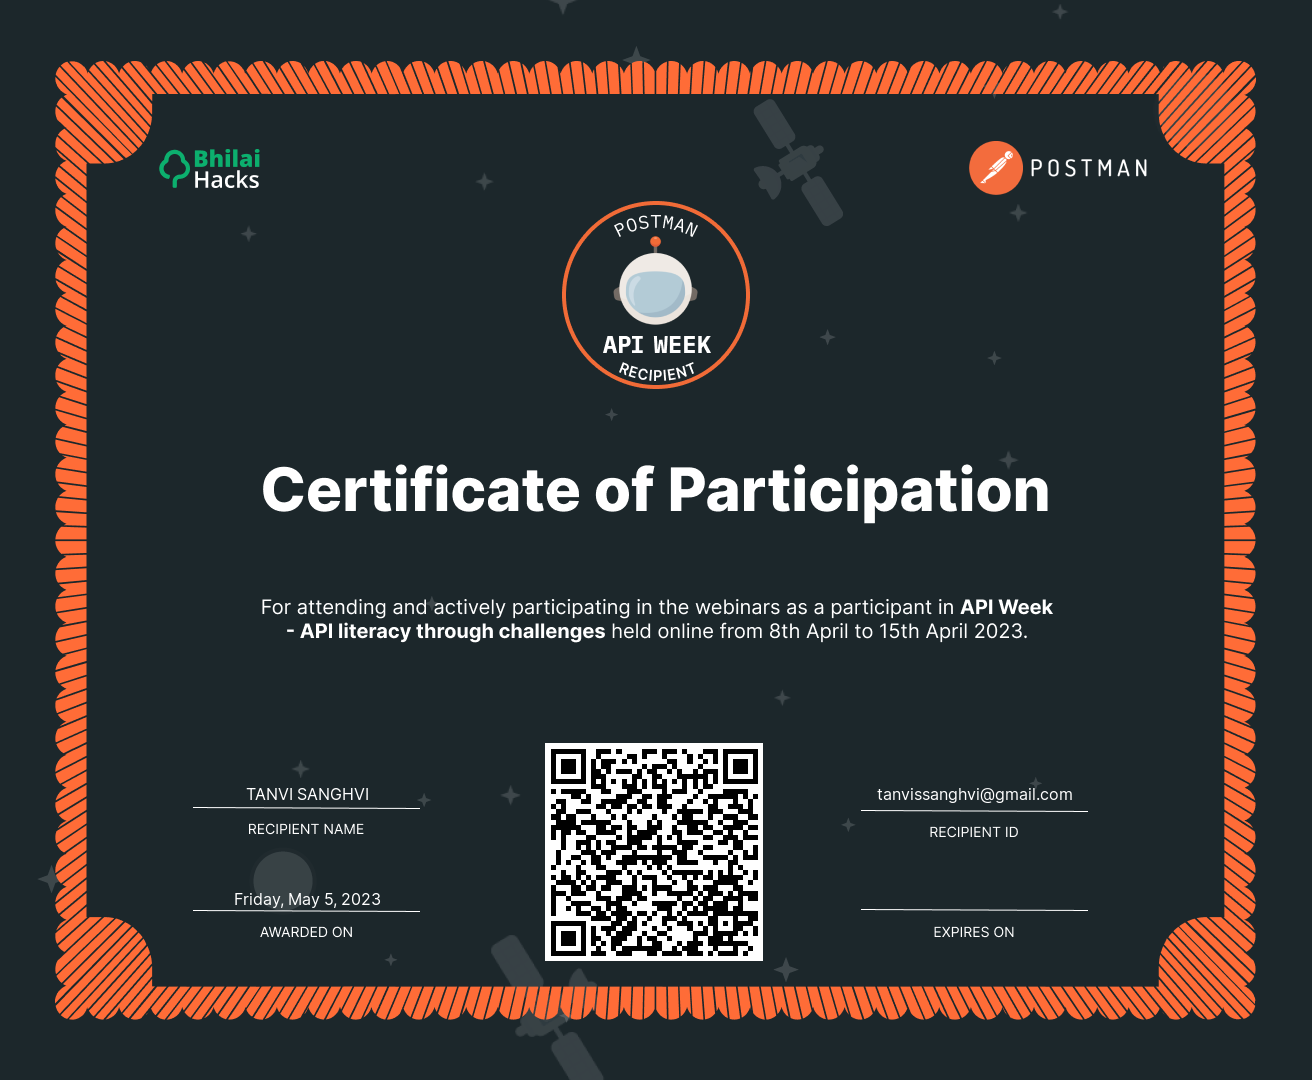 Bhilai
Hacks
POSTMAN
POSTMAN
API WEEK
RECIPIENT
Certificate of Participation
For attending and actively participating in the webinars as a participant in API Week
- API literacy through challenges held online from 8th April to 15th April 2023.
TANVI SANGHVI
RECIPIENT NAME
tanvissanghvi@gmail.com
RECIPIENT ID
Friday, May 5, 2023
AWARDED ON
EXPIRES ON